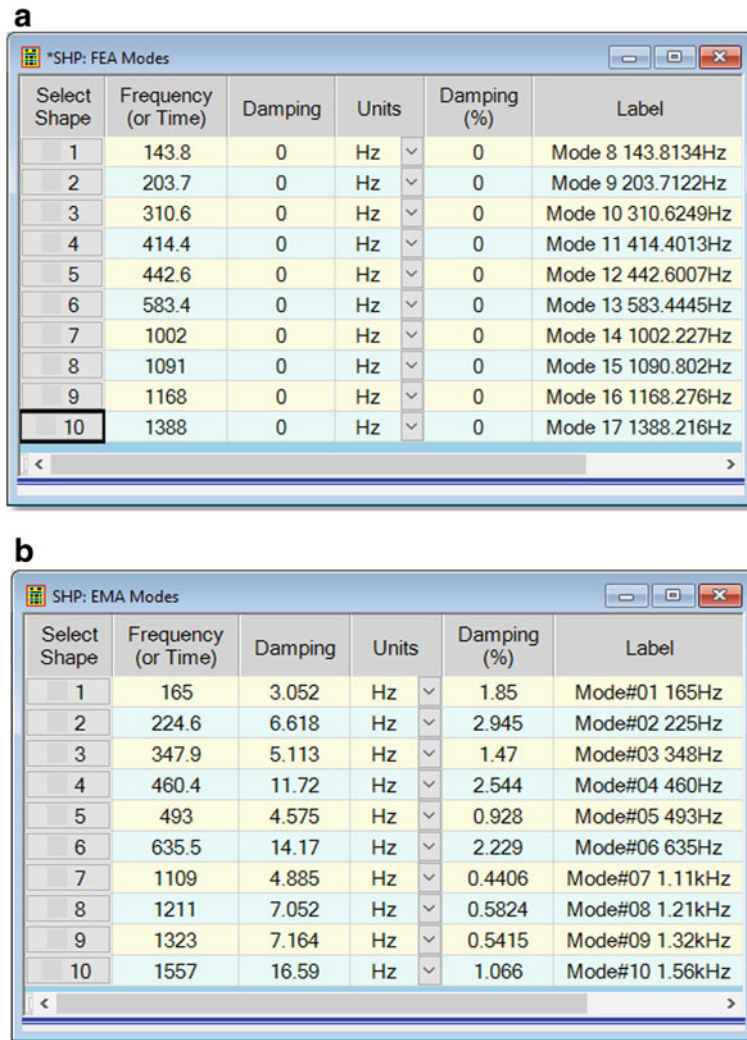 a
*SHP: FEA Modes
Select Shape Frequency (or Time) Damping Units Damping (%) Label
1 143.8 0 Hz 0 Mode 8 143.8134Hz
2 203.7 0 Hz 0 Mode 9 203.7122Hz
3 310.6 0 Hz 0 Mode 10 310.6249Hz
4 414.4 0 Hz 0 Mode 11 414.4013Hz
5 442.6 0 Hz 0 Mode 12 442.6007Hz
6 583.4 0 Hz 0 Mode 13 583.4445Hz
7 1002 0 Hz 0 Mode 14 1002.227Hz
8 1091 0 Hz 0 Mode 15 1090.802Hz
9 1168 0 Hz 0 Mode 16 1168.276Hz
10 1388 0 Hz 0 Mode 17 1388.216Hz
b
SHP: EMA Modes
Select Shape Frequency (or Time) Damping Units Damping (%) Label
1 165 3.052 Hz 1.85 Mode#01 165Hz
2 224.6 6.618 Hz 2.945 Mode#02 225Hz
3 347.9 5.113 Hz 1.47 Mode#03 348Hz
4 460.4 11.72 Hz 2.544 Mode#04 460Hz
5 493 4.575 Hz 0.928 Mode#05 493Hz
6 635.5 14.17 Hz 2.229 Mode#06 635Hz
7 1109 4.885 Hz 0.4406 Mode#07 1.11kHz
8 1211 7.052 Hz 0.5824 Mode#08 1.21kHz
9 1323 7.164 Hz 0.5415 Mode#09 1.32kHz
10 1557 16.59 Hz 1.066 Mode#10 1.56kHz